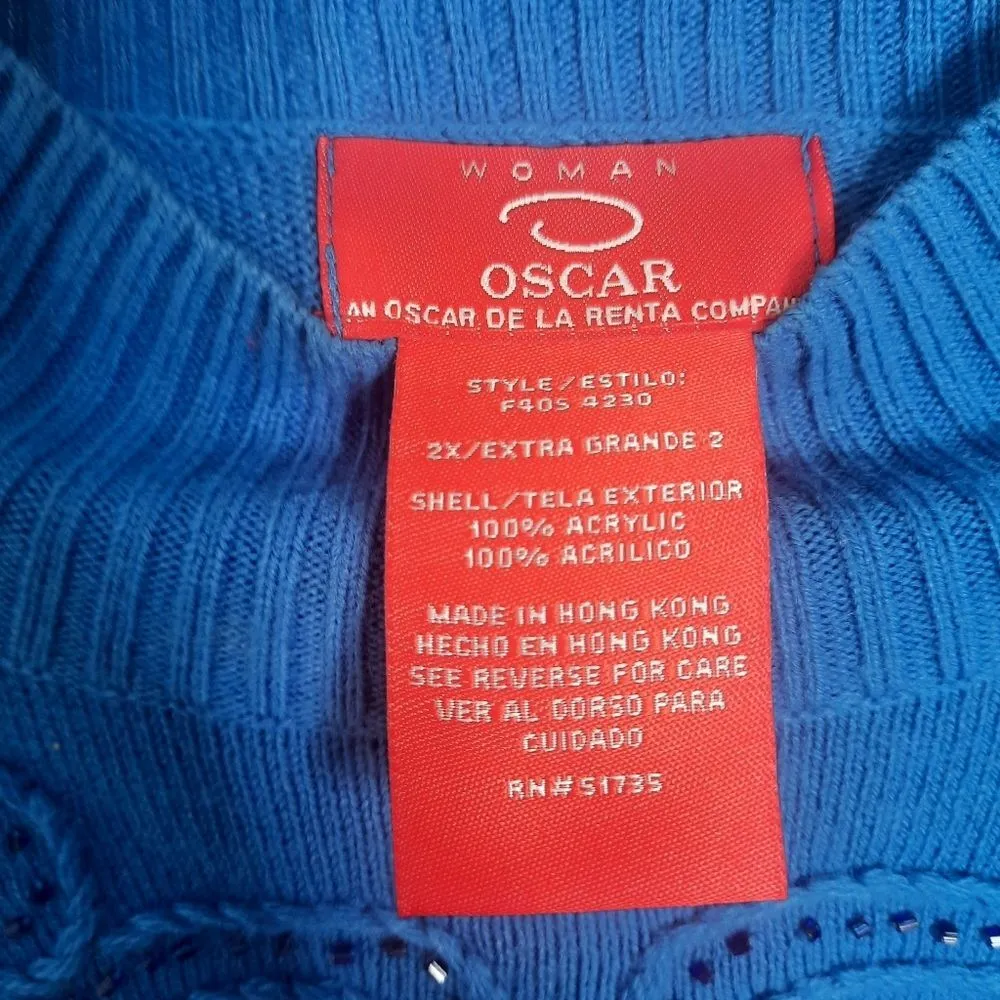 WOMAN
OSCAR
AN OSCAR DE LA RENTA COMPA
STYLE/ESTILO:
F40S 4230
2X/EXTRA GRANDE 2
SHELL/TELA EXTERIOR
100% ACRYLIC
100% ACRILICO
MADE IN HONG KONG
HECHO EN HONG KONG
SEE REVERSE FOR CARE
VER AL DORSO PARA
CUIDADO
RN#51735